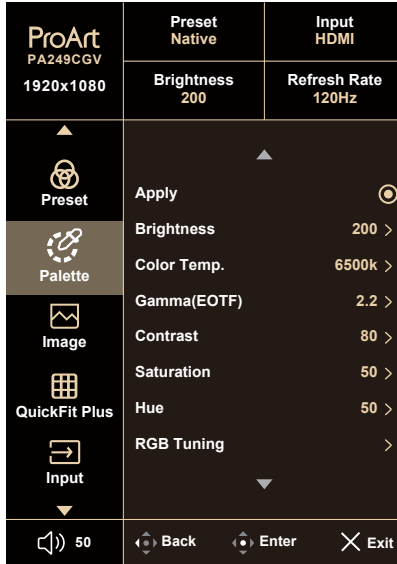 ProArt
PA249CGV
1920x1080
Preset
Native
Input
HDMI
Brightness
200
Refresh Rate
120Hz
Preset
Palette
Image
QuickFit Plus
Input
Apply
Brightness 200
Color Temp. 6500k
Gamma(EOTF) 2.2
Contrast 80
Saturation 50
Hue 50
RGB Tuning
50 Back Enter Exit